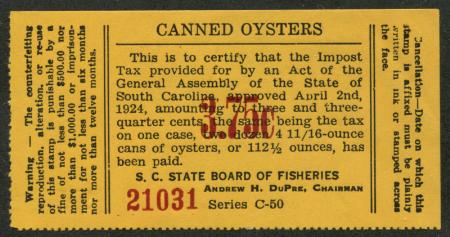 CANNED OYSTERS
Warning — The counterfeiting
reproduction, alteration, or re-use
of this stamp is punishable by a
fine of not less than $500.00 nor
more than $1,000.00 or imprison-
ment for not less than six months
nor more than twelve months.
This is to certify that the Impost
Tax provided for by an Act of the
General Assembly of the State of
South Carolina, approved April 2nd,
1924, amounting to three and three-
quarter cents, the same being the tax
on one case, two dozen 4 11/16-ounce
cans of oysters, or 112½ ounces, has
been paid.
3.75¢
S. C. STATE BOARD OF FISHERIES
ANDREW H. DUPRE, CHAIRMAN
21031 Series C-50
Cancellation Date on which this
stamp is affixed must be plainly
written in ink or stamped across
the face.